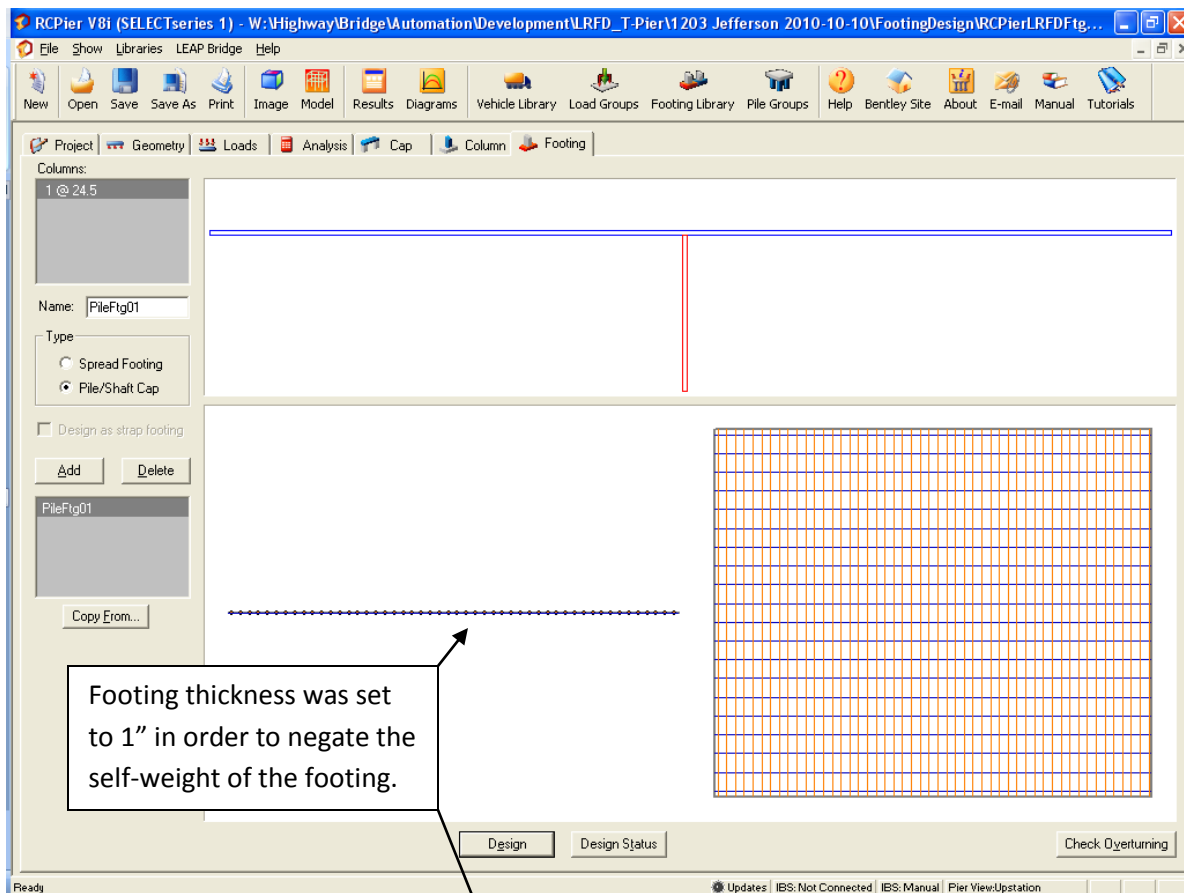 RCPier V8i (SELECTseries 1) - W:\Highway\Bridge\Automation\Development\LRFD_T-Pier\1203 Jefferson 2010-10-10\FootingDesign\RCPierLRFDFtg...
File Show Libraries LEAP Bridge Help
New Open Save Save As Print Image Model Results Diagrams Vehicle Library Load Groups Footing Library Pile Groups Help Bentley Site About E-mail Manual Tutorials
Project Geometry Loads Analysis Cap Column Footing
Columns:
1 @ 24.5
Name: PileFtg01
Type
Spread Footing
Pile/Shaft Cap
Design as strap footing
Add Delete
PileFtg01
Copy From...
Footing thickness was set
to 1” in order to negate the
self-weight of the footing.
Design Design Status Check Overturning
Ready Updates IBS: Not Connected IBS: Manual Pier View:Upstation